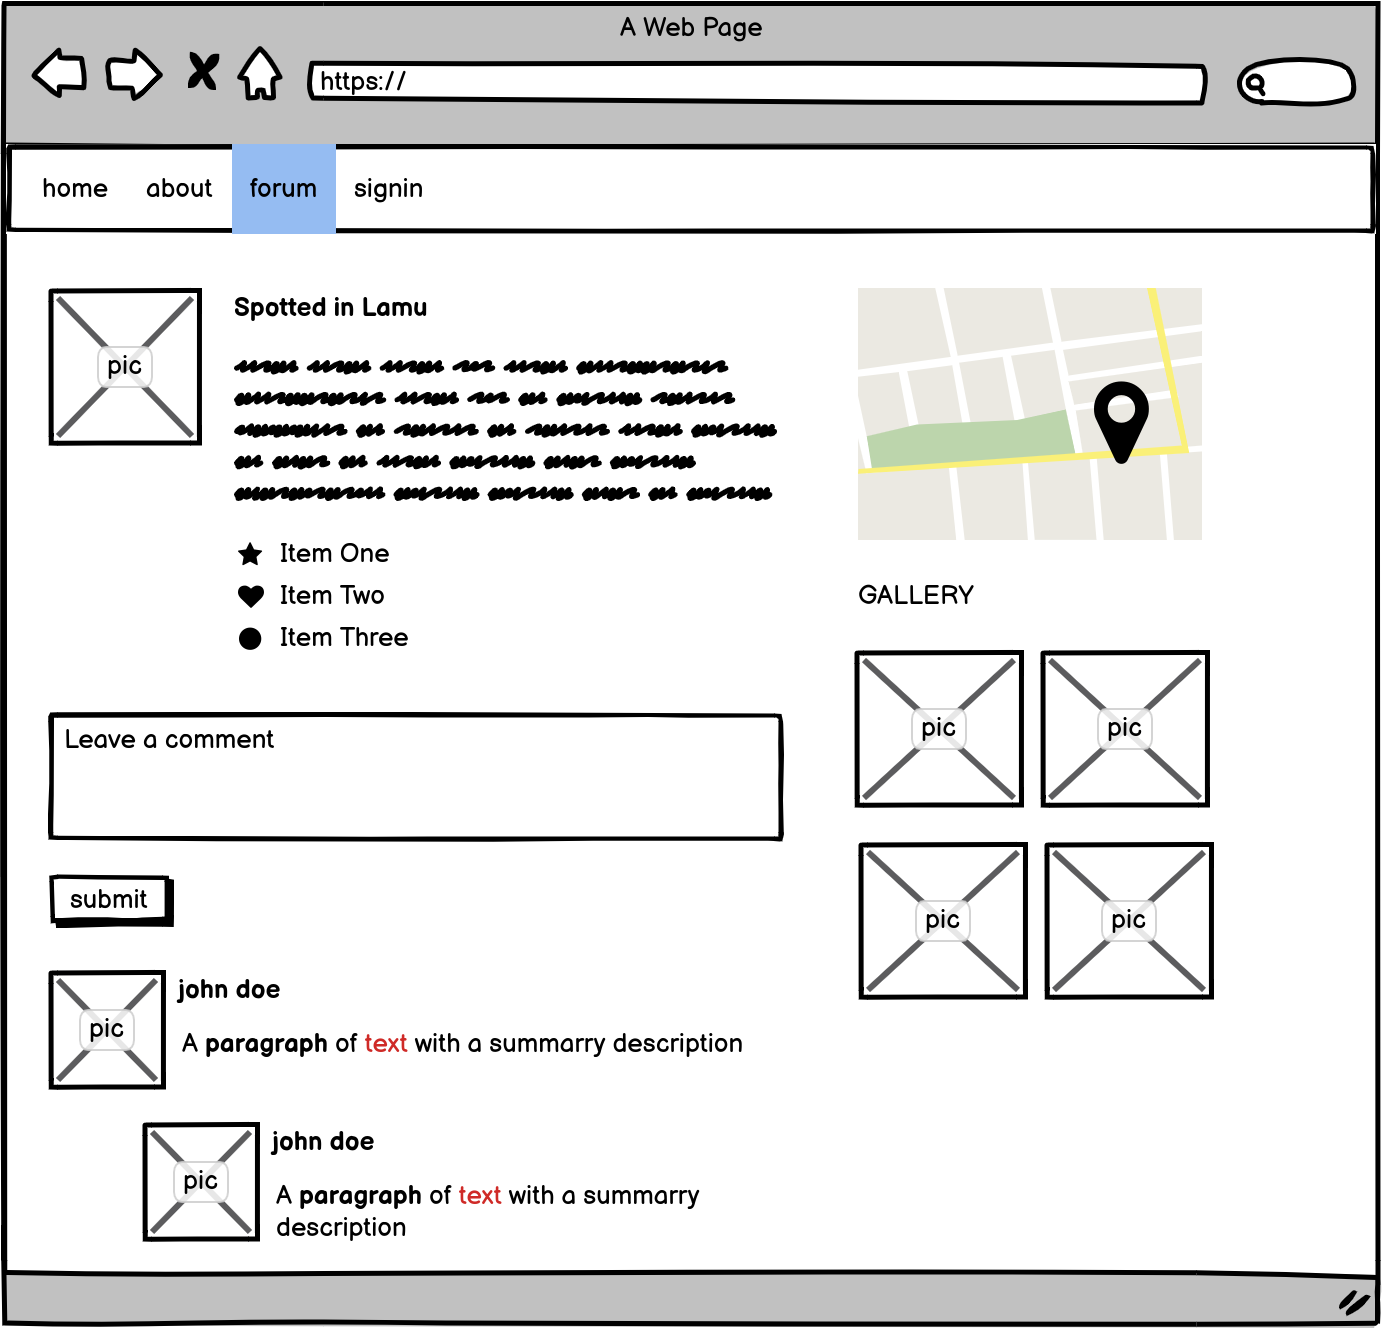 A Web Page
https://
home about forum signin
pic
Spotted in Lamu
Item One
Item Two
Item Three
Leave a comment
submit
pic
john doe
A paragraph of text with a summarry description
pic
john doe
A paragraph of text with a summarry
description
GALLERY
pic pic
pic pic